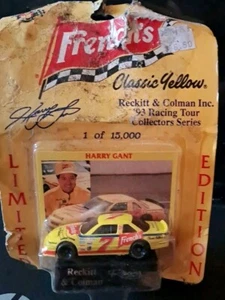 French's
Classic Yellow®
Reckitt & Colman Inc.
'93 Racing Tour
Collectors Series
1 of 15,000
LIMITED
EDITION
HARRY GANT
7
French's
Reckitt
& Colman